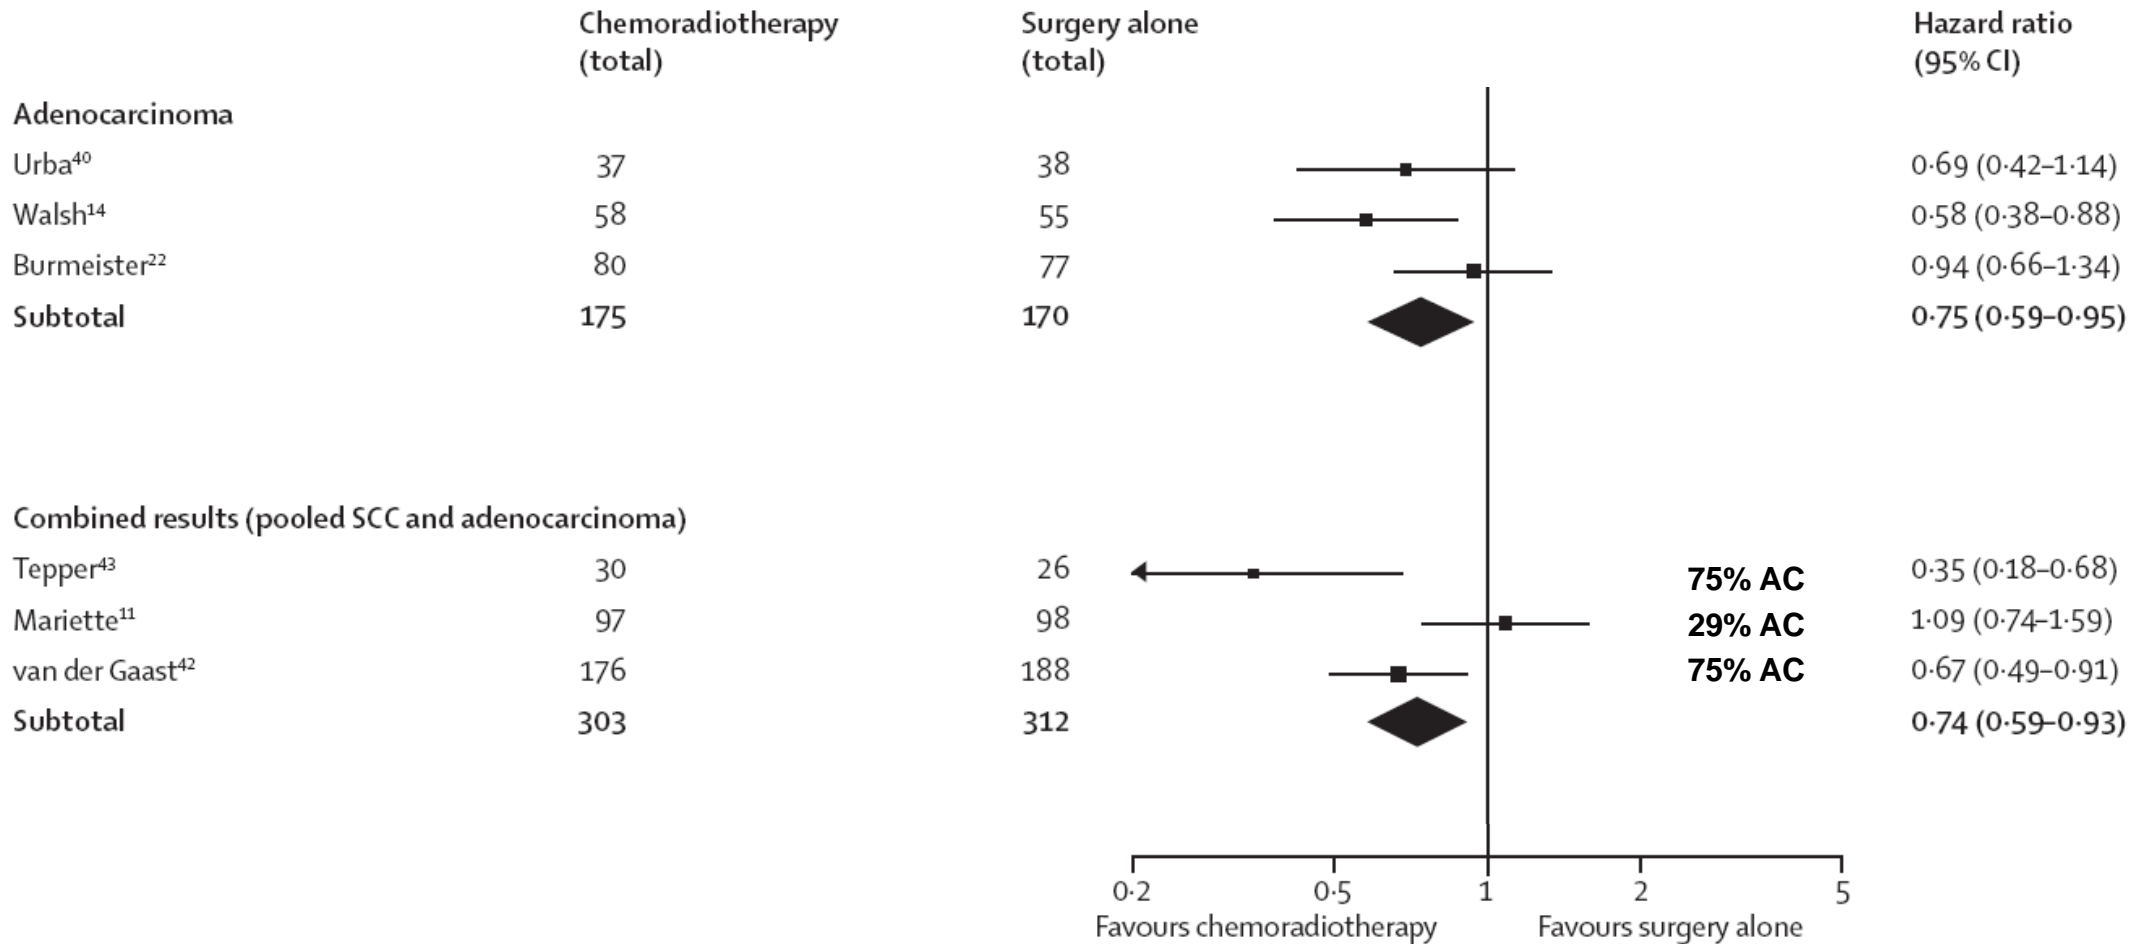 Chemoradiotherapy (total) Surgery alone (total) Hazard ratio (95% CI)
Adenocarcinoma
Urba⁴⁰ 37 38 0·69 (0·42–1·14)
Walsh¹⁴ 58 55 0·58 (0·38–0·88)
Burmeister²² 80 77 0·94 (0·66–1·34)
Subtotal 175 170 0·75 (0·59–0·95)
Combined results (pooled SCC and adenocarcinoma)
Tepper⁴³ 30 26 75% AC 0·35 (0·18–0·68)
Mariette¹¹ 97 98 29% AC 1·09 (0·74–1·59)
van der Gaast⁴² 176 188 75% AC 0·67 (0·49–0·91)
Subtotal 303 312 0·74 (0·59–0·93)
0·2 0·5 1 2 5
Favours chemoradiotherapy Favours surgery alone